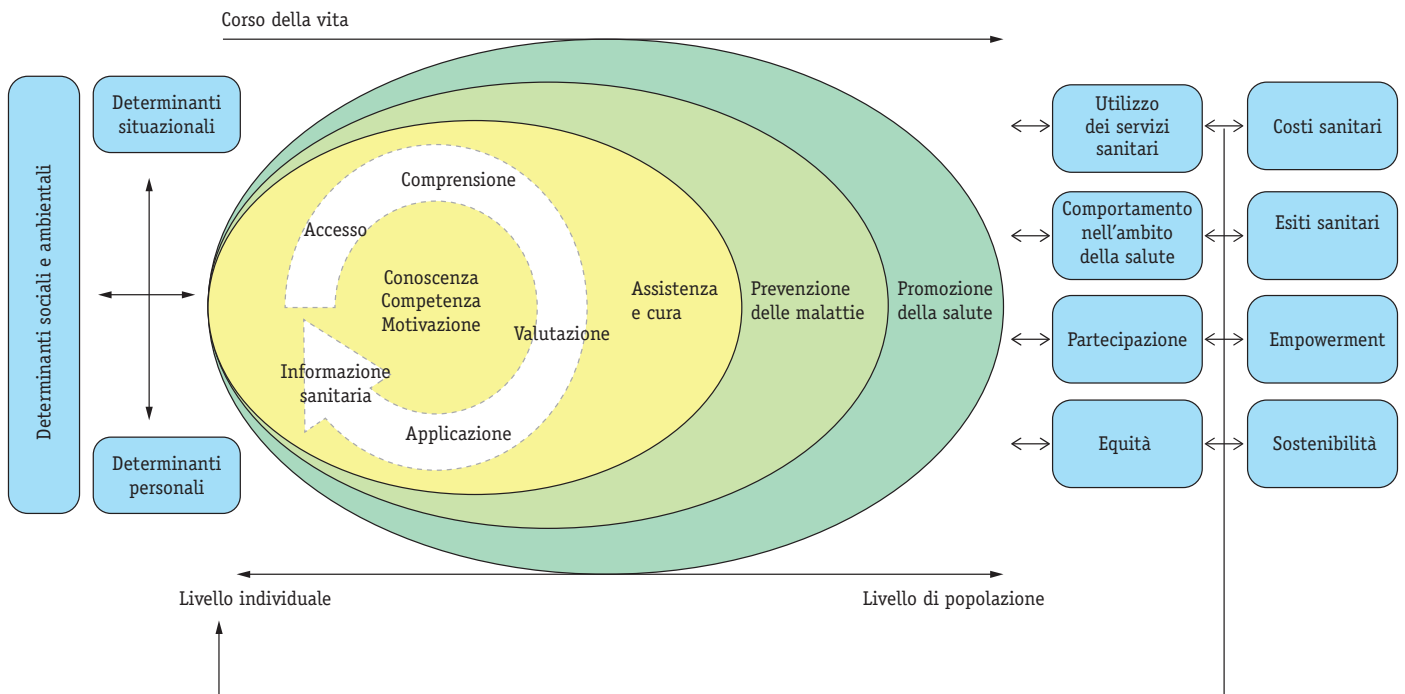 Corso della vita
Determinanti sociali e ambientali
Determinanti
situazionali
Determinanti
personali
Comprensione
Accesso
Conoscenza
Competenza
Motivazione
Valutazione
Informazione
sanitaria
Applicazione
Assistenza
e cura
Prevenzione
delle malattie
Promozione
della salute
Livello individuale
Livello di popolazione
Utilizzo
dei servizi
sanitari
Costi sanitari
Comportamento
nell’ambito
della salute
Esiti sanitari
Partecipazione
Empowerment
Equità
Sostenibilità